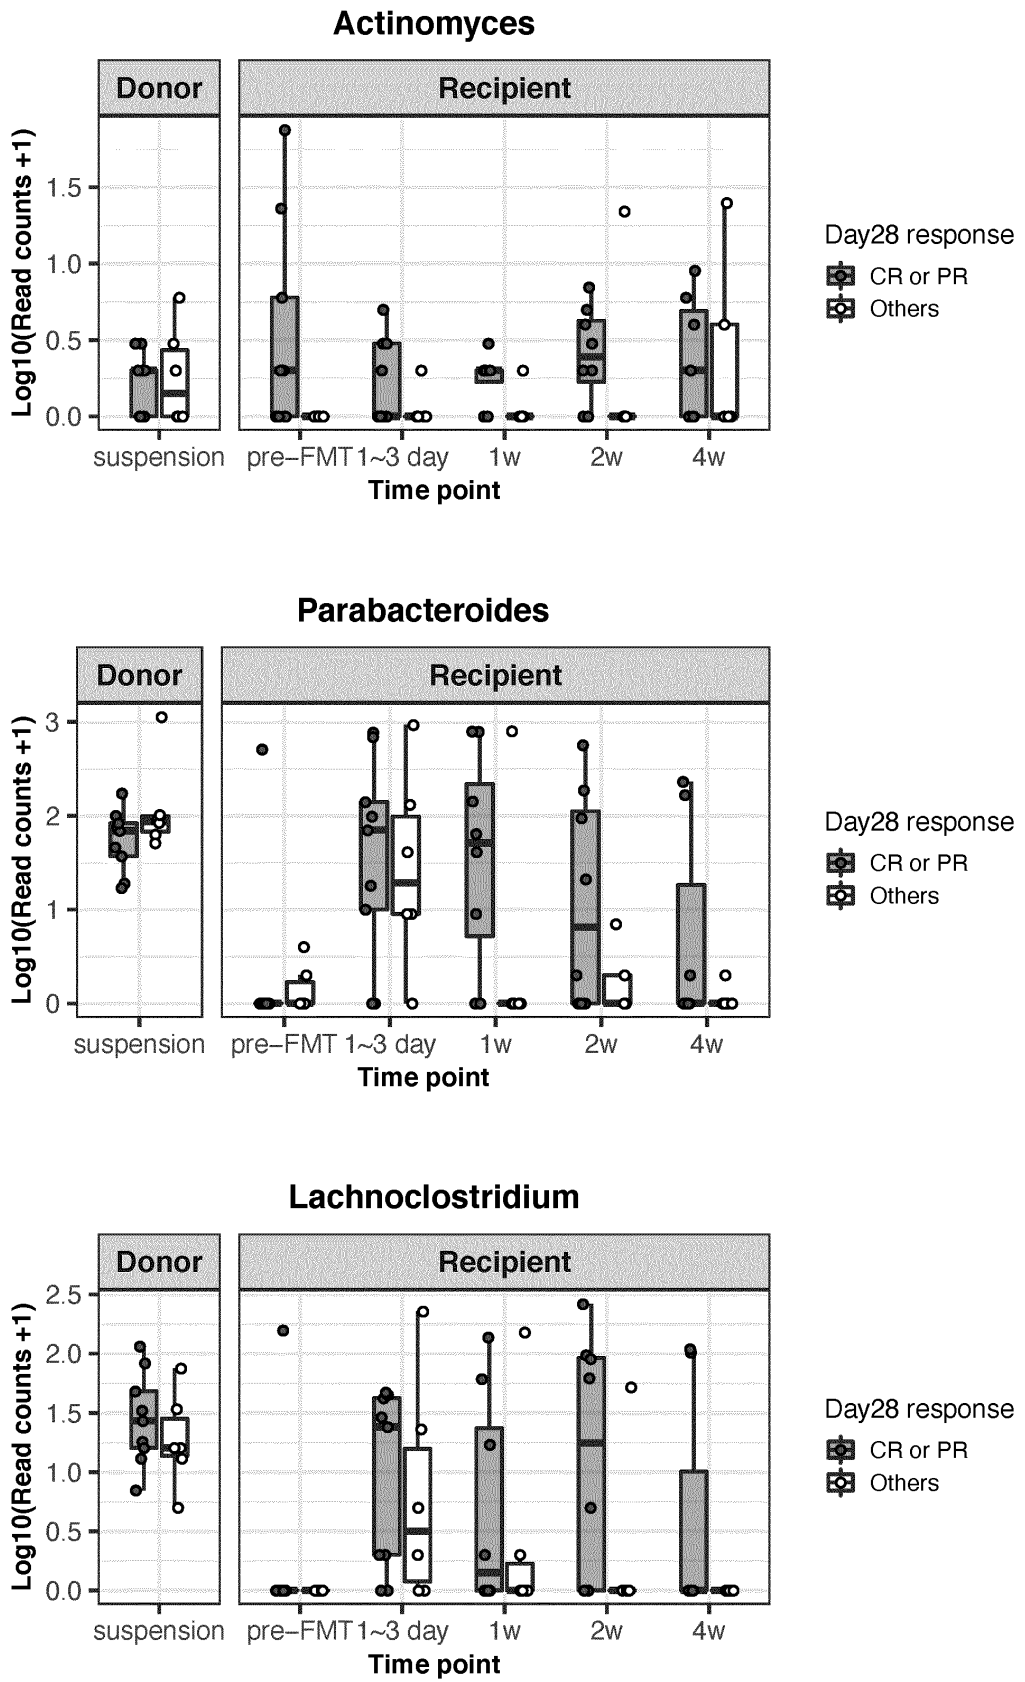 Actinomyces
Donor
Recipient
Log10(Read counts +1)
1.5
1.0
0.5
0.0
suspension
pre−FMT 1~3 day 1w 2w 4w
Time point
Day28 response
CR or PR
Others
Parabacteroides
Donor
Recipient
Log10(Read counts +1)
3
2
1
0
suspension
pre−FMT 1~3 day 1w 2w 4w
Time point
Day28 response
CR or PR
Others
Lachnoclostridium
Donor
Recipient
Log10(Read counts +1)
2.5
2.0
1.5
1.0
0.5
0.0
suspension
pre−FMT 1~3 day 1w 2w 4w
Time point
Day28 response
CR or PR
Others